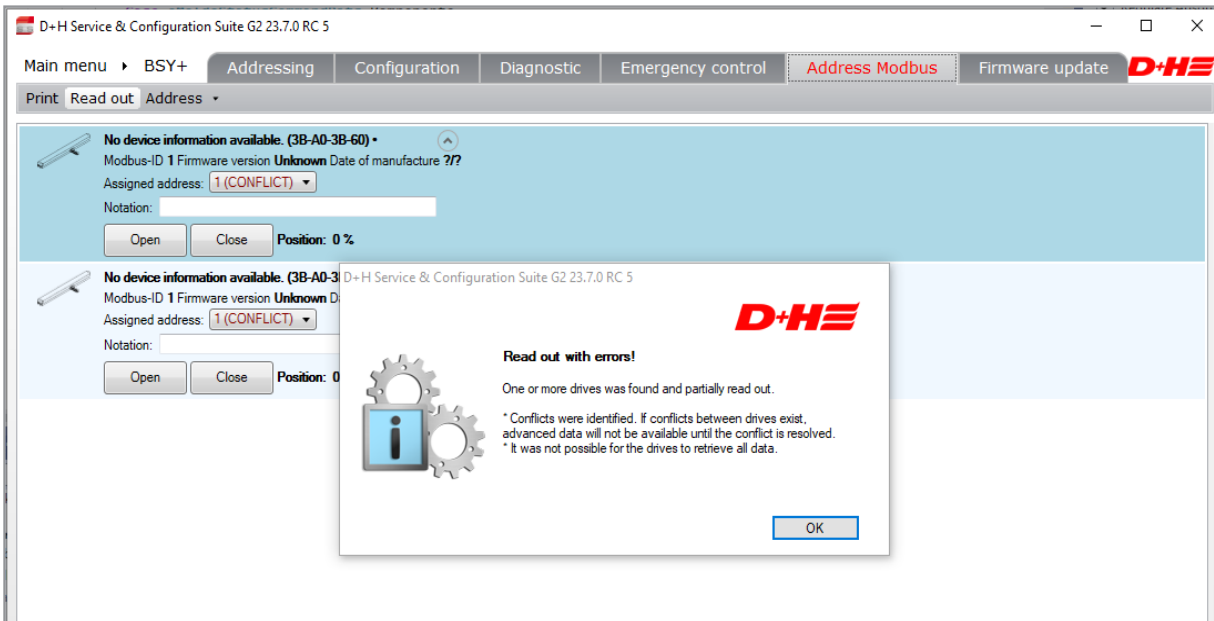 D+H Service & Configuration Suite G2 23.7.0 RC 5
Main menu ▸ BSY+ Addressing Configuration Diagnostic Emergency control Address Modbus Firmware update D+H
Print Read out Address
No device information available. (3B-A0-3B-60) •
Modbus-ID 1 Firmware version Unknown Date of manufacture ?/?
Assigned address: 1 (CONFLICT)
Notation:
Open Close Position: 0 %
No device information available. (3B-A0-3
Modbus-ID 1 Firmware version Unknown D
Assigned address: 1 (CONFLICT)
Notation:
Open Close Position: 0
D+H Service & Configuration Suite G2 23.7.0 RC 5
D+H
Read out with errors!
One or more drives was found and partially read out.
* Conflicts were identified. If conflicts between drives exist,
advanced data will not be available until the conflict is resolved.
* It was not possible for the drives to retrieve all data.
OK